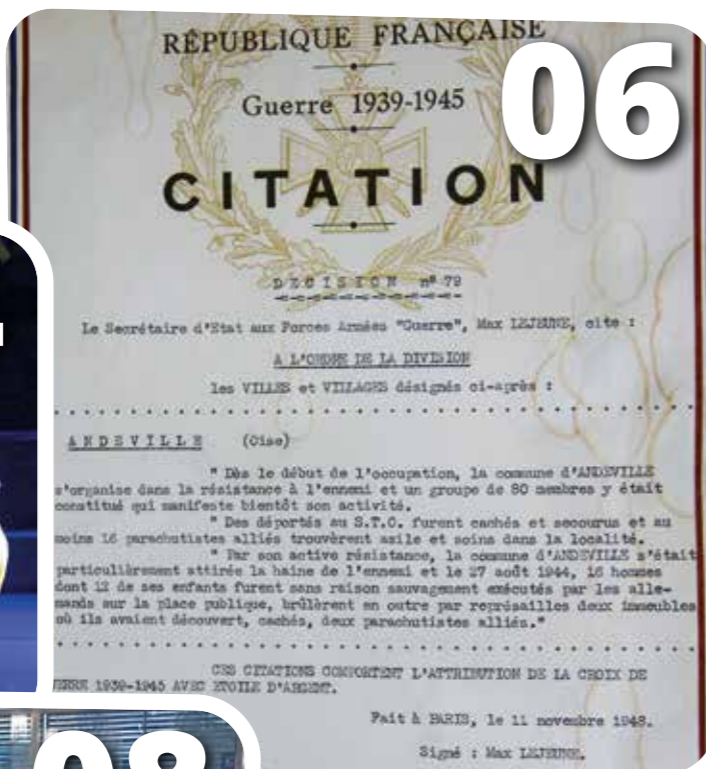 06
RÉPUBLIQUE FRANÇAISE
Guerre 1939-1945
CITATION
DECISION nº 79
Le Secrétaire d'Etat aux Forces Armées "Guerre", Max LEJEUNE, cite :
A L'ORDRE DE LA DIVISION
les VILLES et VILLAGES désignés ci-après :
ANDEVILLE (Oise)
" Dès le début de l'occupation, la commune d'ANDEVILLE
s'organise dans la résistance à l'ennemi et un groupe de 80 membres y était
constitué qui manifeste bientôt son activité.
" Des déportés au S.T.O. furent cachés et secourus et au
moins 16 parachutistes alliés trouvèrent asile et soins dans la localité.
" Par son active résistance, la commune d'ANDEVILLE s'était
particulièrement attirée la haine de l'ennemi et le 27 août 1944, 16 hommes
dont 12 de ses enfants furent sans raison sauvagement exécutés par les alle-
mands sur la place publique, brûlèrent en outre par représailles deux immeubles
où ils avaient découvert, cachés, deux parachutistes alliés."
CES CITATIONS COMPORTENT L'ATTRIBUTION DE LA CROIX DE
ERRE 1939-1945 AVEC ETOILE D'ARGENT.
Fait à PARIS, le 11 novembre 1948.
Signé : Max LEJEUNE.
08